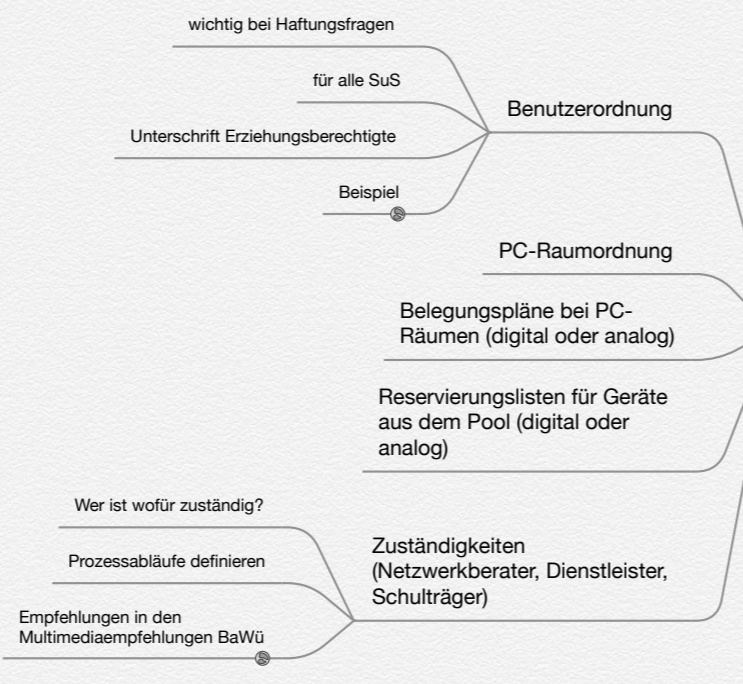 wichtig bei Haftungsfragen
für alle SuS
Unterschrift Erziehungsberechtigte
Beispiel
Benutzerordnung
PC-Raumordnung
Belegungspläne bei PC-
Räumen (digital oder analog)
Reservierungslisten für Geräte
aus dem Pool (digital oder
analog)
Wer ist wofür zuständig?
Prozessabläufe definieren
Empfehlungen in den
Multimediaempfehlungen BaWü
Zuständigkeiten
(Netzwerkberater, Dienstleister,
Schulträger)